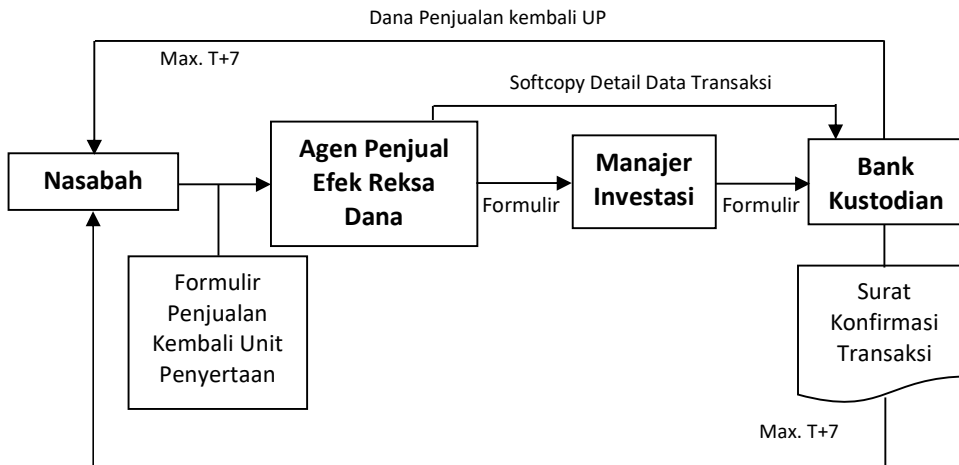 Dana Penjualan kembali UP
Max. T+7
Softcopy Detail Data Transaksi
Nasabah
Agen Penjual
Efek Reksa
Dana
Formulir
Manajer
Investasi
Formulir
Bank
Kustodian
Formulir
Penjualan
Kembali Unit
Penyertaan
Surat
Konfirmasi
Transaksi
Max. T+7